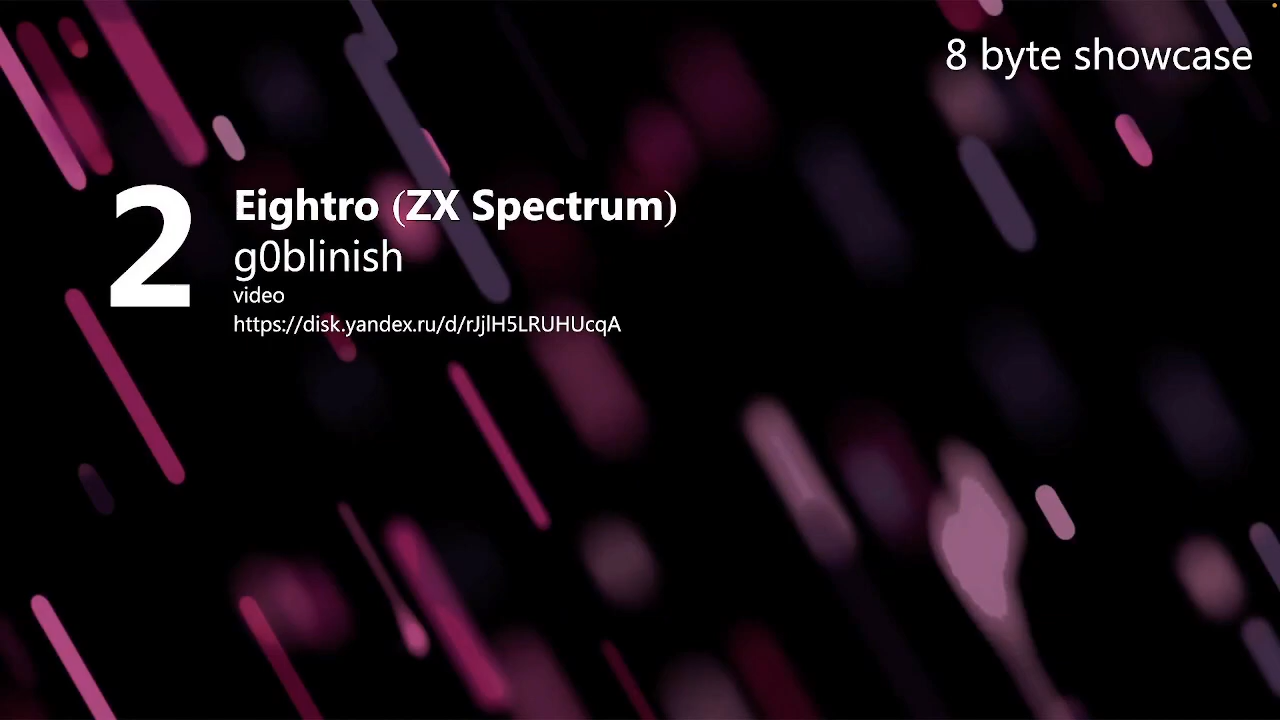 8 byte showcase
2
Eightro (ZX Spectrum)
g0blinish
video
https://disk.yandex.ru/d/rJjlH5LRUHUcqA